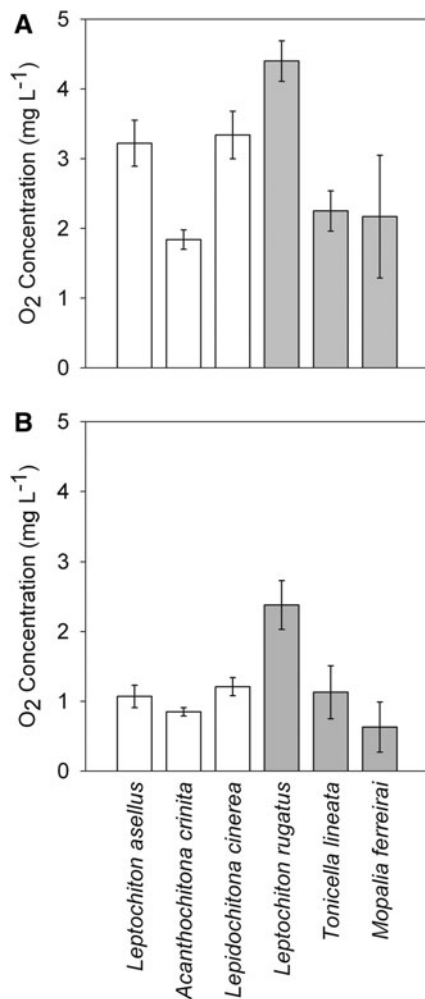 A
5
4
3
2
1
0
O2 Concentration (mg L-1)
B
5
4
3
2
1
0
O2 Concentration (mg L-1)
Leptochiton asellus
Acanthochitona crinita
Lepidochitona cinerea
Leptochiton rugatus
Tonicella lineata
Mopalia ferreirai